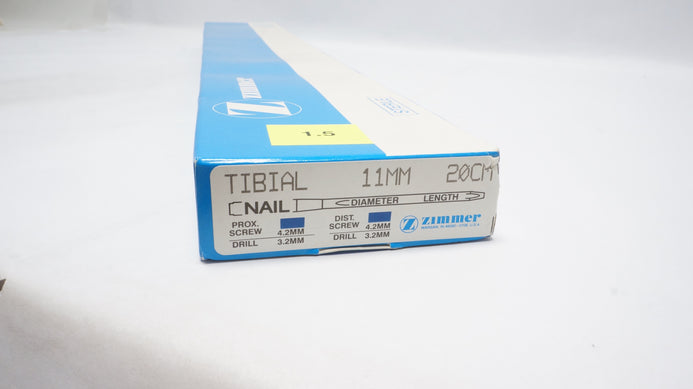 ZIMMER
STERILE
1.5
TIBIAL 11MM 20CM
NAIL DIAMETER LENGTH
PROX. SCREW 4.2MM DIST. SCREW 4.2MM
DRILL 3.2MM DRILL 3.2MM
Z zimmer